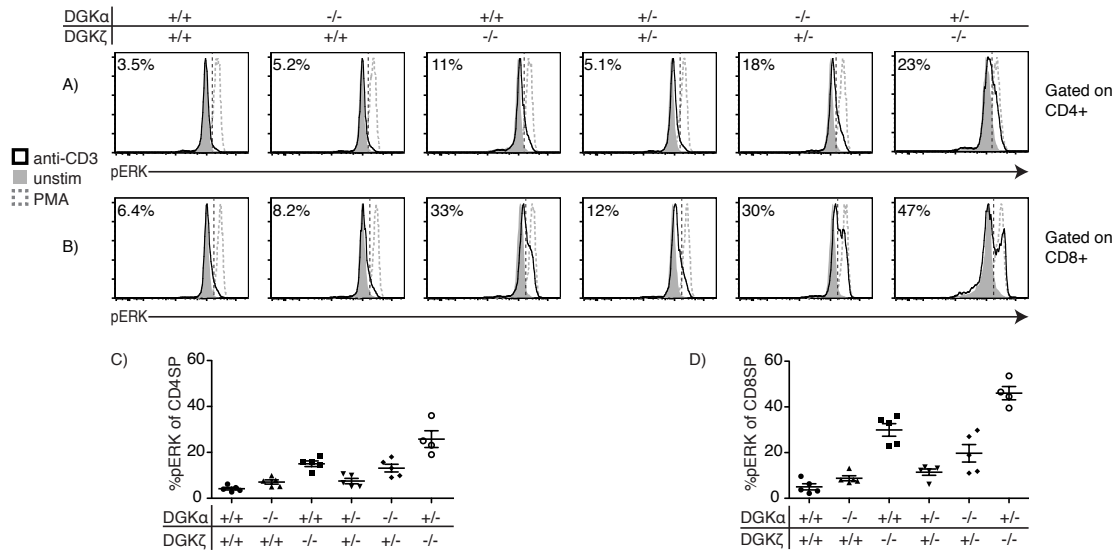 DGKα +/+ -/- +/+ +/- -/- +/-
DGKζ +/+ +/+ -/- +/- +/- -/-
A) 3.5% 5.2% 11% 5.1% 18% 23% Gated on
CD4+
anti-CD3
unstim
PMA
pERK
B) 6.4% 8.2% 33% 12% 30% 47% Gated on
CD8+
pERK
C)
%pERK of CD4SP
60
40
20
0
DGKα +/+ -/- +/+ +/- -/- +/-
DGKζ +/+ +/+ -/- +/- +/- -/-
D)
%pERK of CD8SP
60
40
20
0
DGKα +/+ -/- +/+ +/- -/- +/-
DGKζ +/+ +/+ -/- +/- +/- -/-